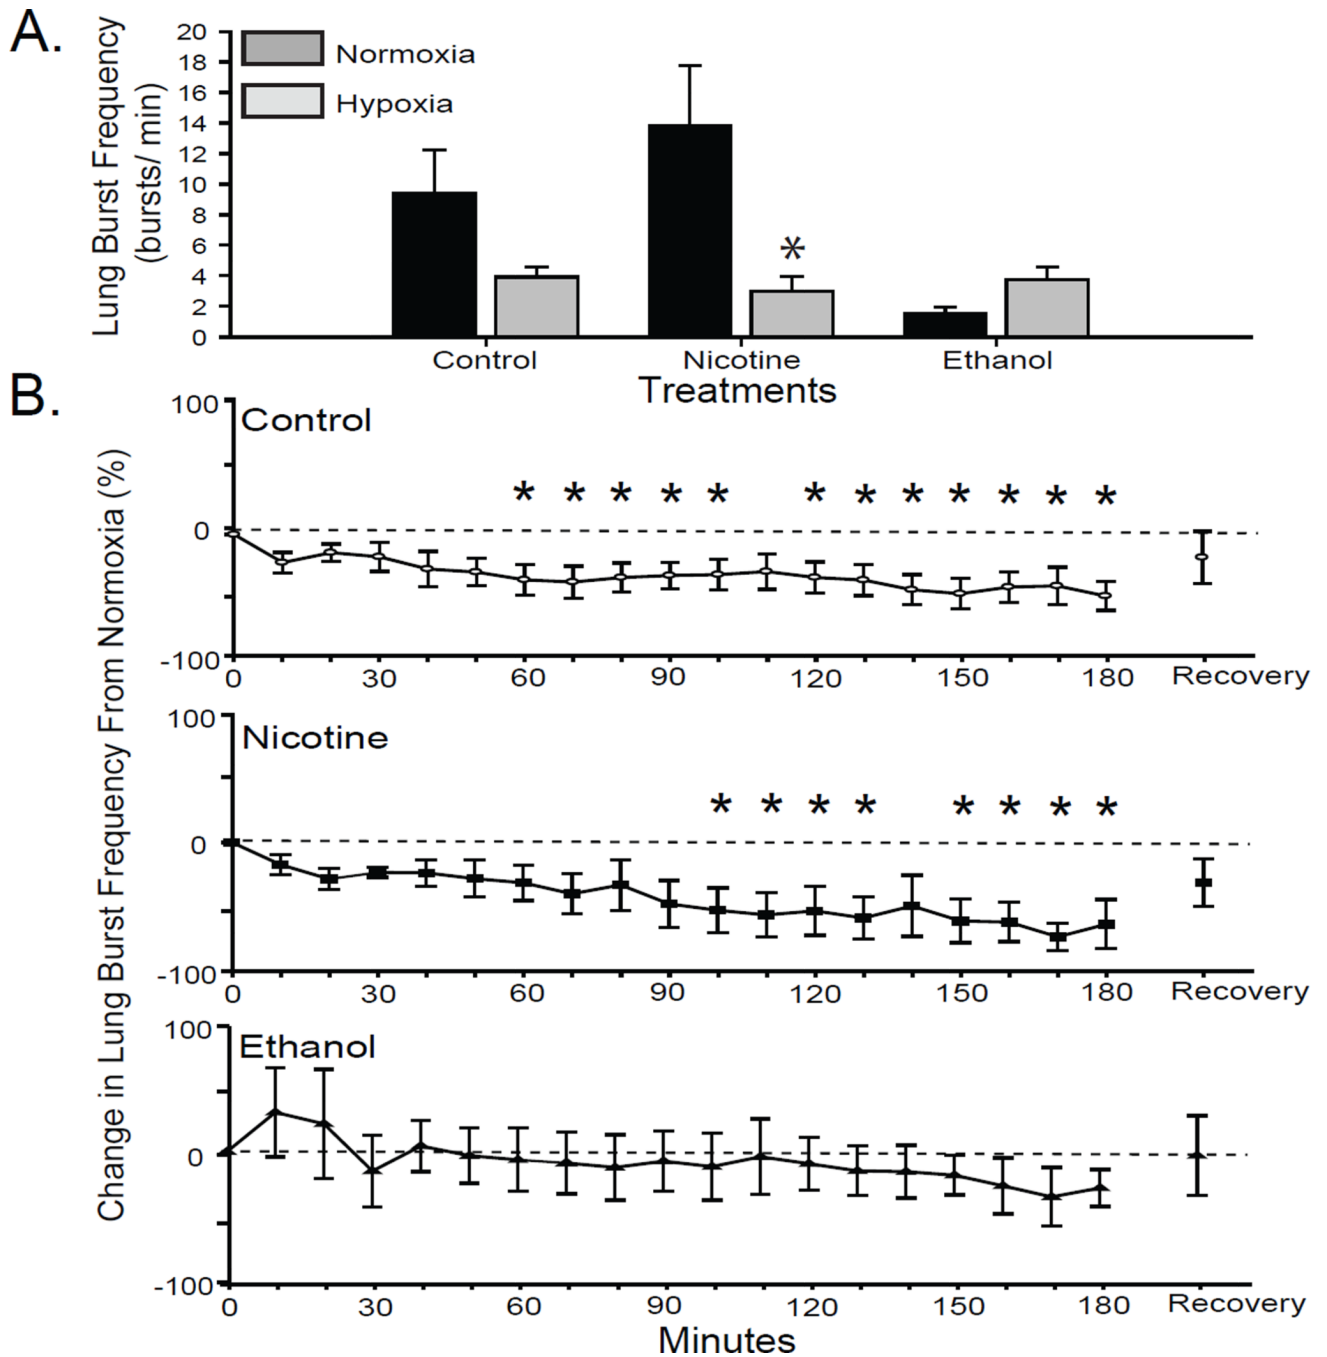 A.
Lung Burst Frequency
(bursts/ min)
20
18
16
14
12
10
8
6
4
2
0
Normoxia
Hypoxia
*
Control
Nicotine
Ethanol
Treatments
B.
Change in Lung Burst Frequency From Normoxia (%)
100
0
-100
Control
* * * * * * * * * * * *
0 30 60 90 120 150 180 Recovery
100
0
-100
Nicotine
* * * * * * * *
0 30 60 90 120 150 180 Recovery
100
0
-100
Ethanol
0 30 60 90 120 150 180 Recovery
Minutes